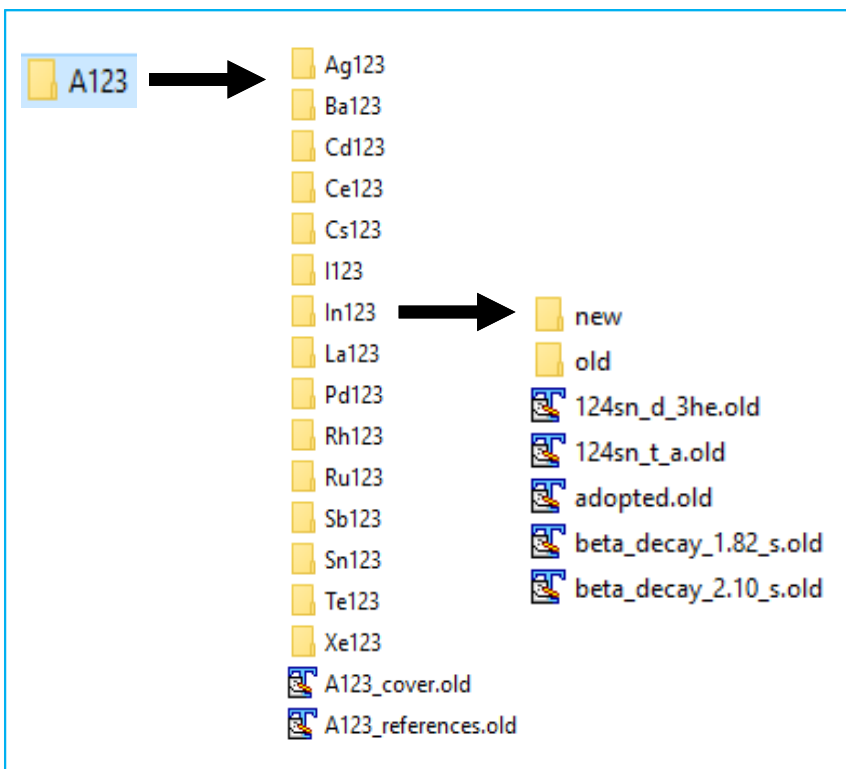 A123
Ag123
Ba123
Cd123
Ce123
Cs123
I123
In123
La123
Pd123
Rh123
Ru123
Sb123
Sn123
Te123
Xe123
A123_cover.old
A123_references.old
new
old
124sn_d_3he.old
124sn_t_a.old
adopted.old
beta_decay_1.82_s.old
beta_decay_2.10_s.old